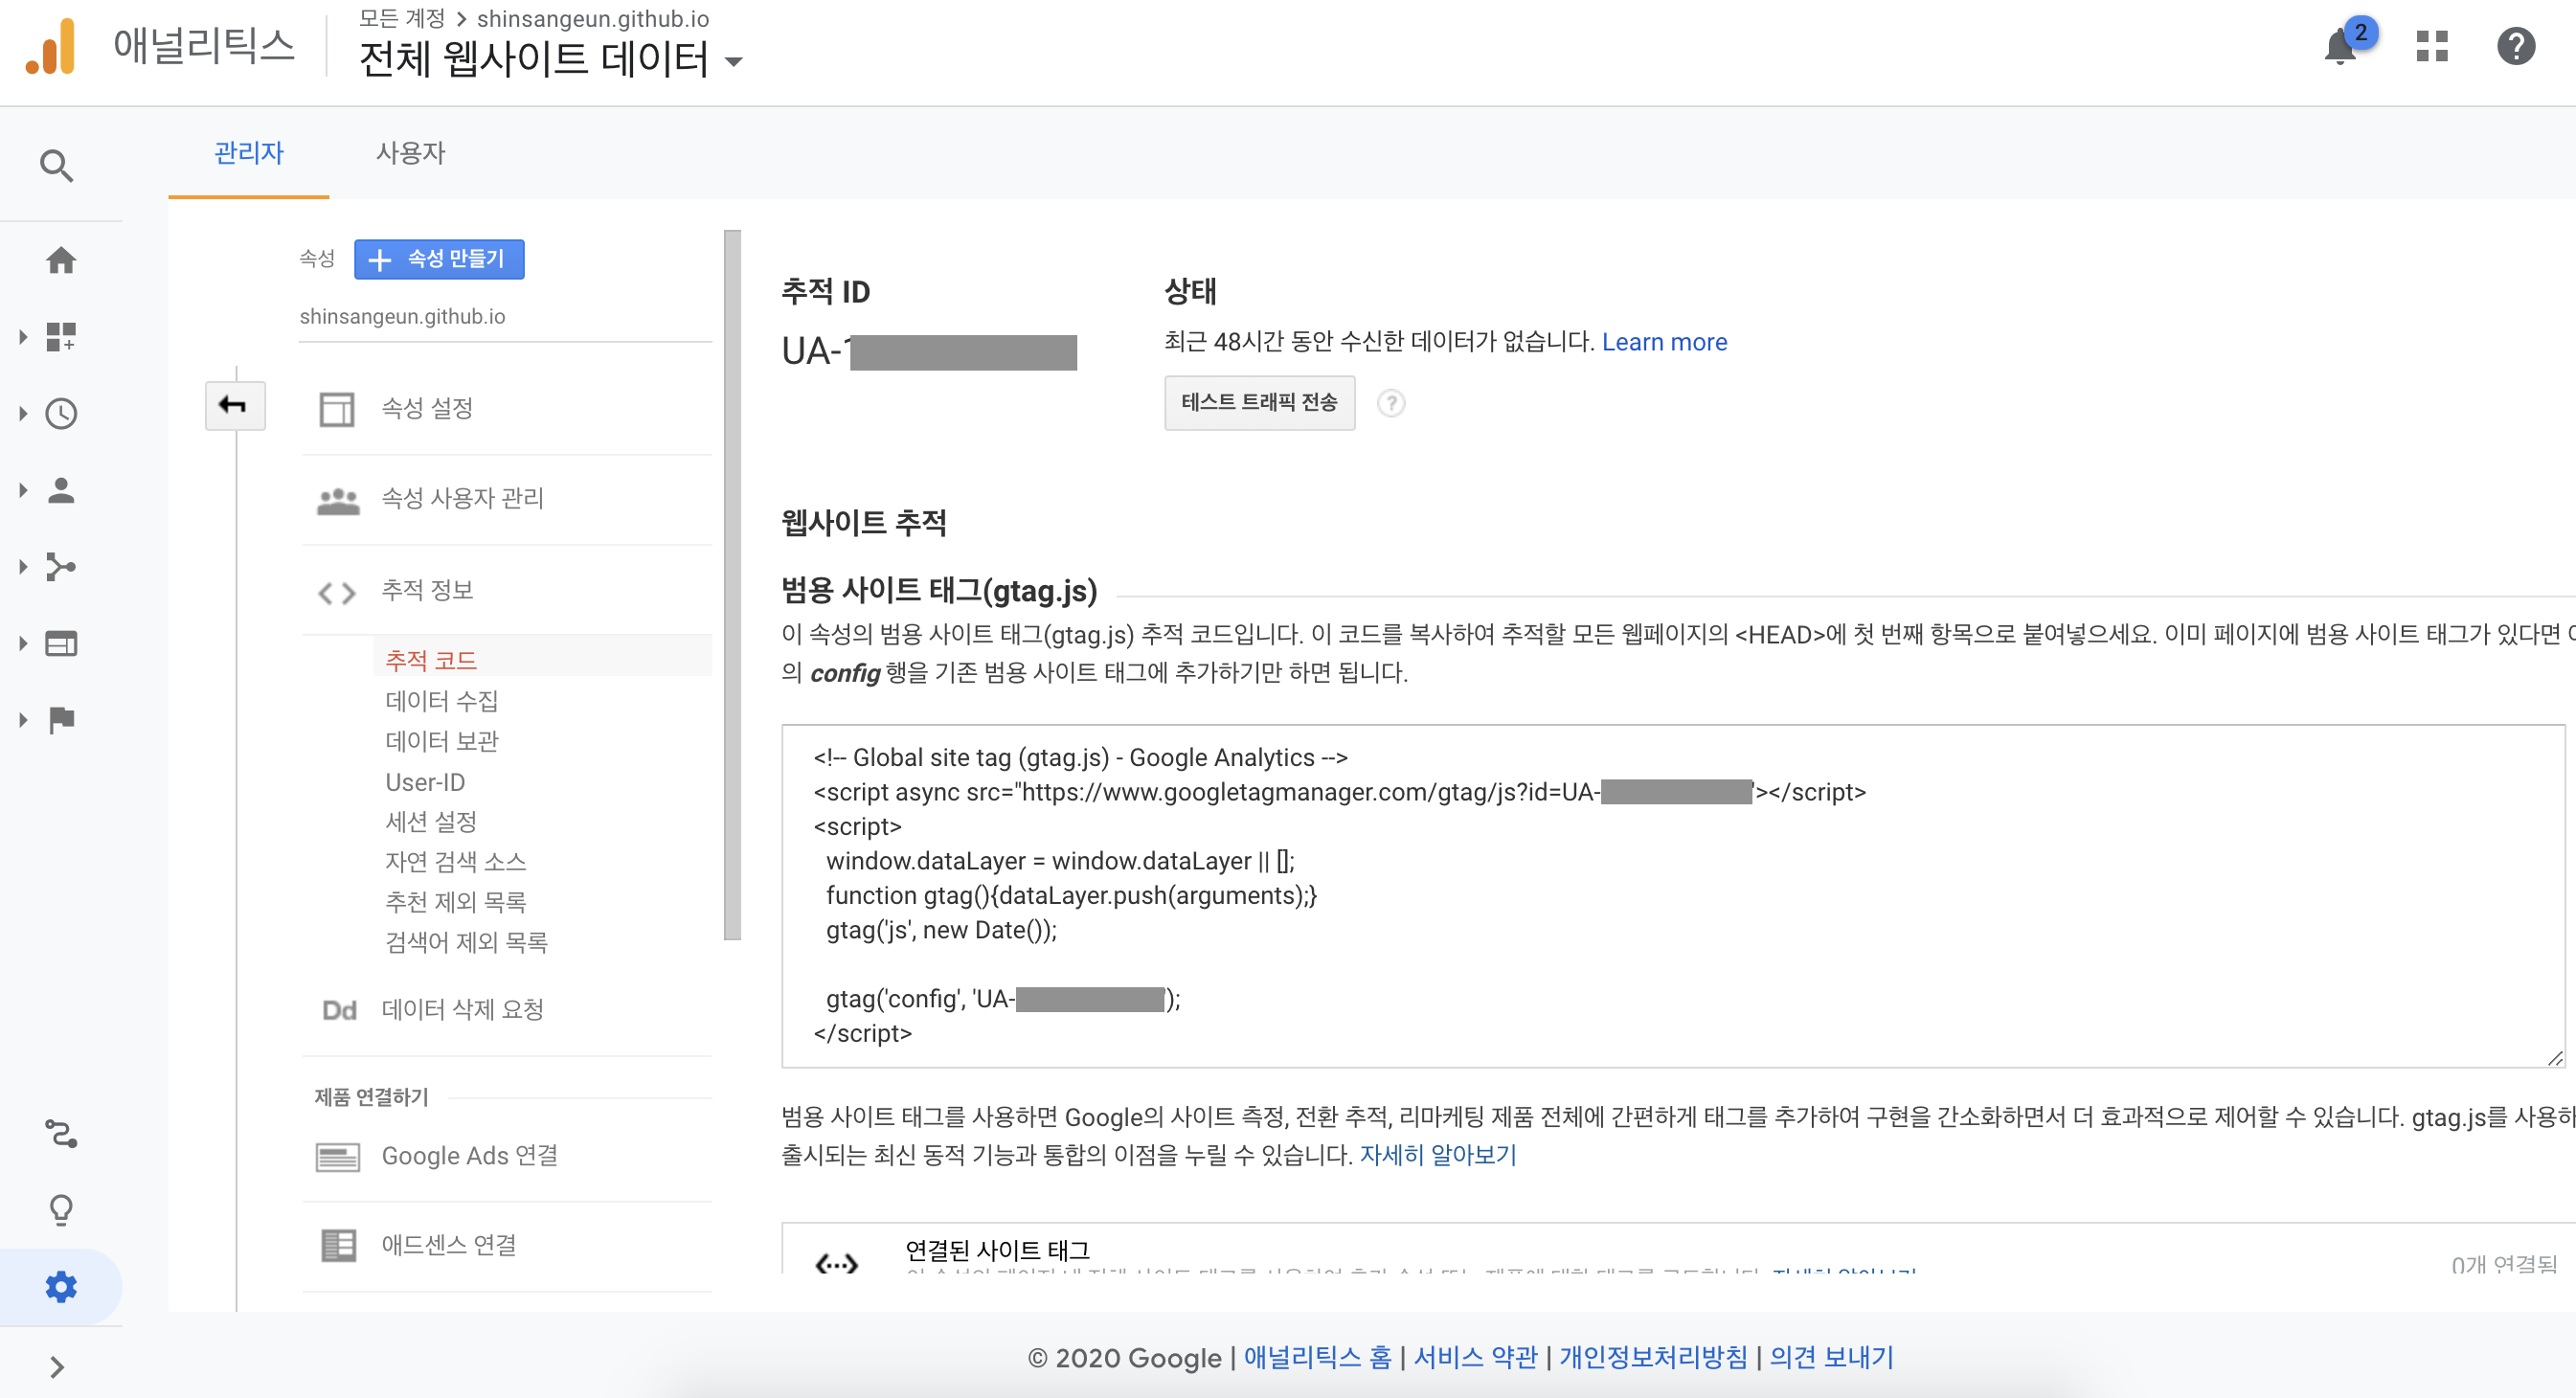 애널리틱스
모든 계정 > shinsangeun.github.io
전체 웹사이트 데이터
2
관리자
사용자
속성
속성 만들기
shinsangeun.github.io
속성 설정
속성 사용자 관리
추적 정보
추적 코드
데이터 수집
데이터 보관
User-ID
세션 설정
자연 검색 소스
추천 제외 목록
검색어 제외 목록
Dd 데이터 삭제 요청
제품 연결하기
Google Ads 연결
애드센스 연결
추적 ID
UA-
상태
최근 48시간 동안 수신한 데이터가 없습니다. Learn more
테스트 트래픽 전송 ?
웹사이트 추적
범용 사이트 태그(gtag.js)
이 속성의 범용 사이트 태그(gtag.js) 추적 코드입니다. 이 코드를 복사하여 추적할 모든 웹페이지의 <HEAD>에 첫 번째 항목으로 붙여넣으세요. 이미 페이지에 범용 사이트 태그가 있다면
의 config 행을 기존 범용 사이트 태그에 추가하기만 하면 됩니다.
<!-- Global site tag (gtag.js) - Google Analytics -->
<script async src="https://www.googletagmanager.com/gtag/js?id=UA- "></script>
<script>
window.dataLayer = window.dataLayer || [];
function gtag(){dataLayer.push(arguments);}
gtag('js', new Date());
gtag('config', 'UA- ');
</script>
범용 사이트 태그를 사용하면 Google의 사이트 측정, 전환 추적, 리마케팅 제품 전체에 간편하게 태그를 추가하여 구현을 간소화하면서 더 효과적으로 제어할 수 있습니다. gtag.js를 사용하
출시되는 최신 동적 기능과 통합의 이점을 누릴 수 있습니다. 자세히 알아보기
연결된 사이트 태그
0개 연결됨
© 2020 Google | 애널리틱스 홈 | 서비스 약관 | 개인정보처리방침 | 의견 보내기